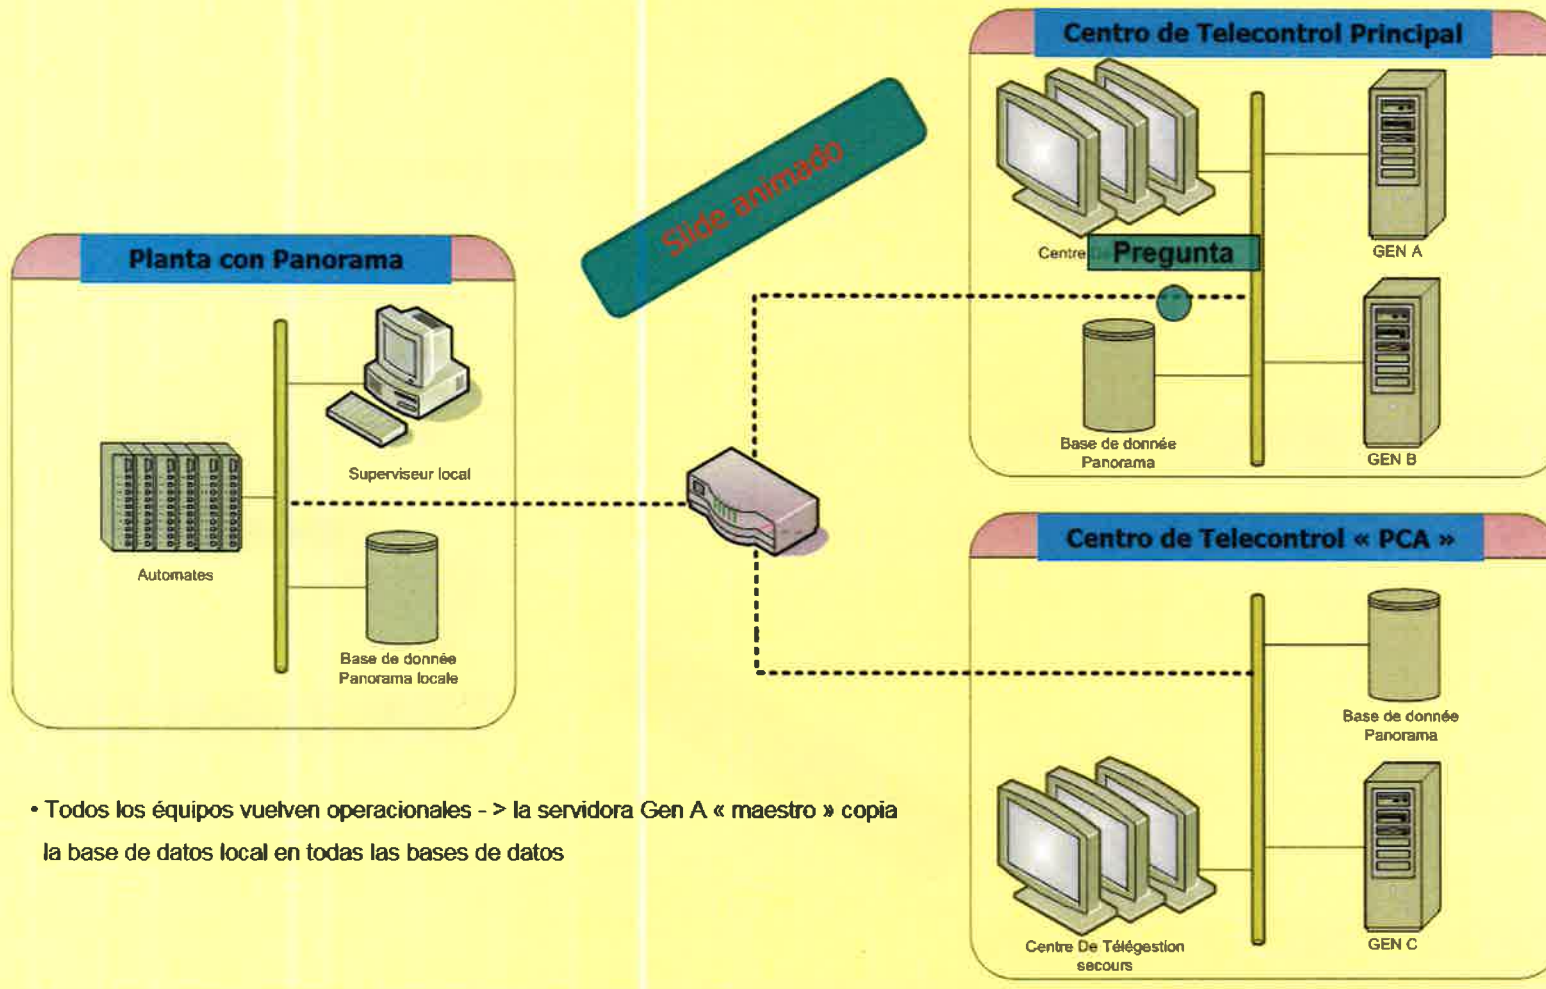 Centro de Telecontrol Principal
Slide animado
GEN A
Centre
Pregunta
Planta con Panorama
Superviseur local
Automates
Base de donnée
Panorama locale
Base de donnée
Panorama
GEN B
Centro de Telecontrol « PCA »
Base de donnée
Panorama
• Todos los équipos vuelven operacionales - > la servidora Gen A « maestro » copia
la base de datos local en todas las bases de datos
Centre De Télégestion
secours
GEN C